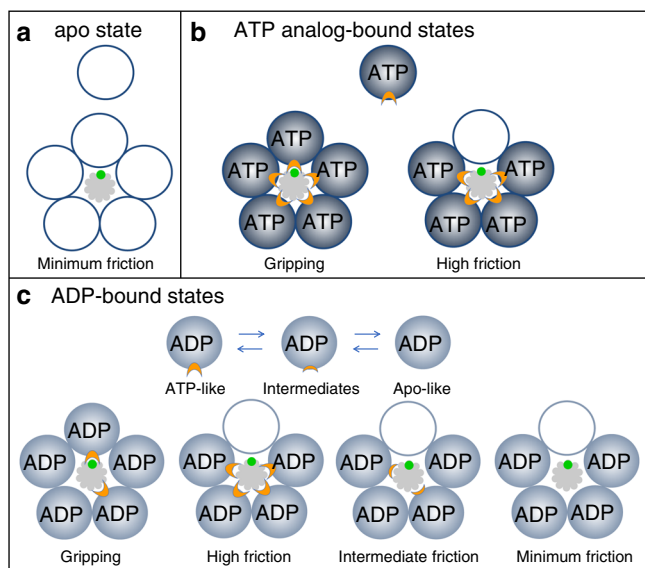 a apo state
Minimum friction
b ATP analog-bound states
ATP
ATP
ATP ATP
ATP ATP
Gripping
ATP ATP
ATP ATP
High friction
c ADP-bound states
ADP ADP ADP
ATP-like Intermediates Apo-like
ADP
ADP ADP
ADP ADP
Gripping
ADP ADP
ADP ADP
High friction
ADP ADP
ADP ADP
Intermediate friction
ADP ADP
ADP ADP
Minimum friction